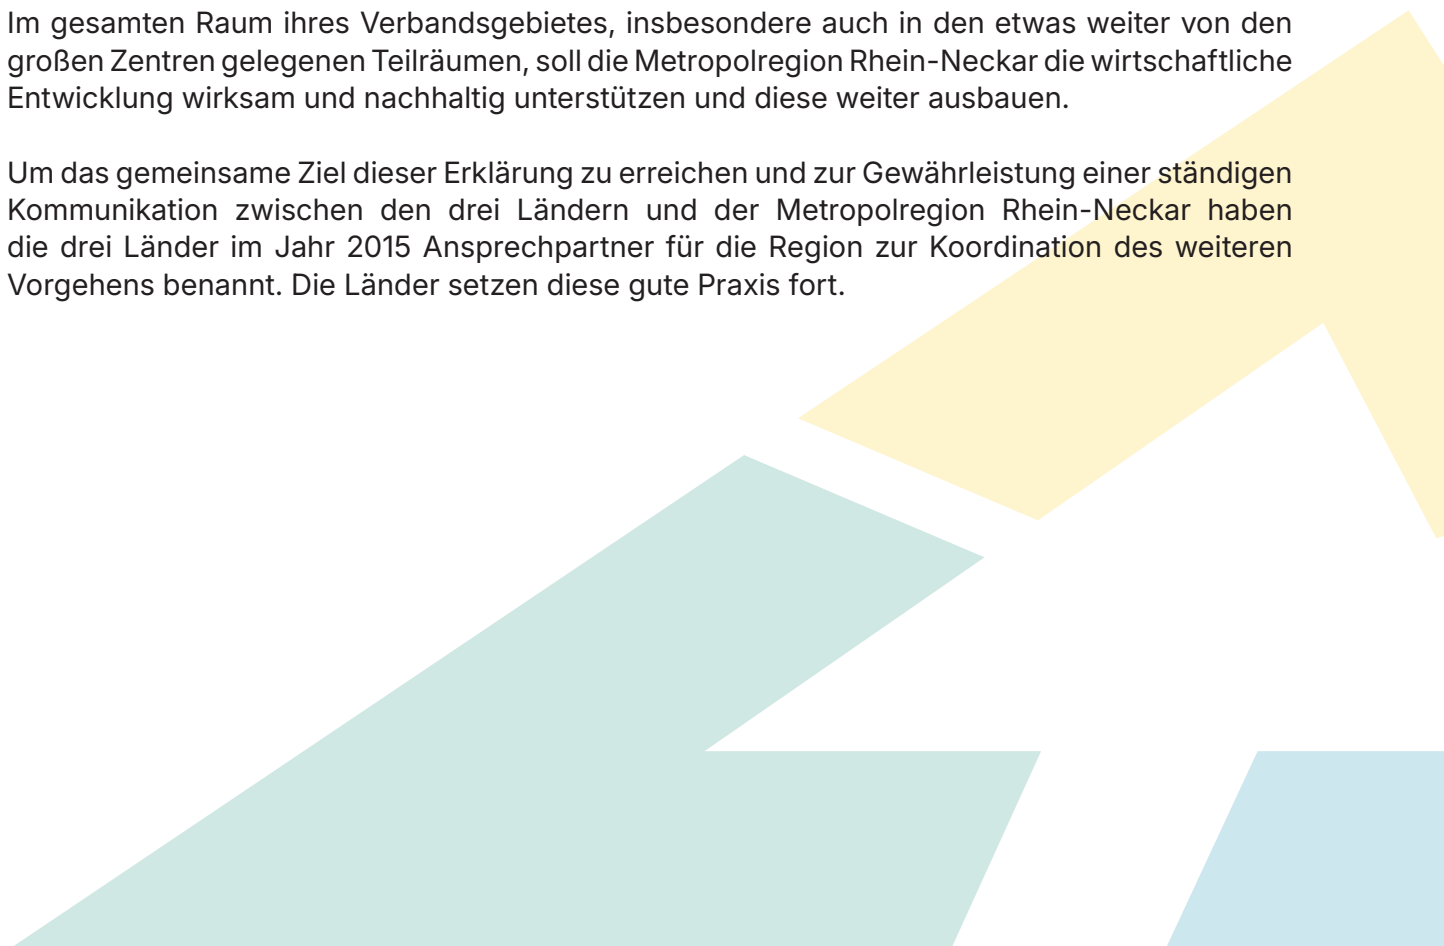 Im gesamten Raum ihres Verbandsgebietes, insbesondere auch in den etwas weiter von den
großen Zentren gelegenen Teilräumen, soll die Metropolregion Rhein-Neckar die wirtschaftliche
Entwicklung wirksam und nachhaltig unterstützen und diese weiter ausbauen.
Um das gemeinsame Ziel dieser Erklärung zu erreichen und zur Gewährleistung einer ständigen
Kommunikation zwischen den drei Ländern und der Metropolregion Rhein-Neckar haben
die drei Länder im Jahr 2015 Ansprechpartner für die Region zur Koordination des weiteren
Vorgehens benannt. Die Länder setzen diese gute Praxis fort.